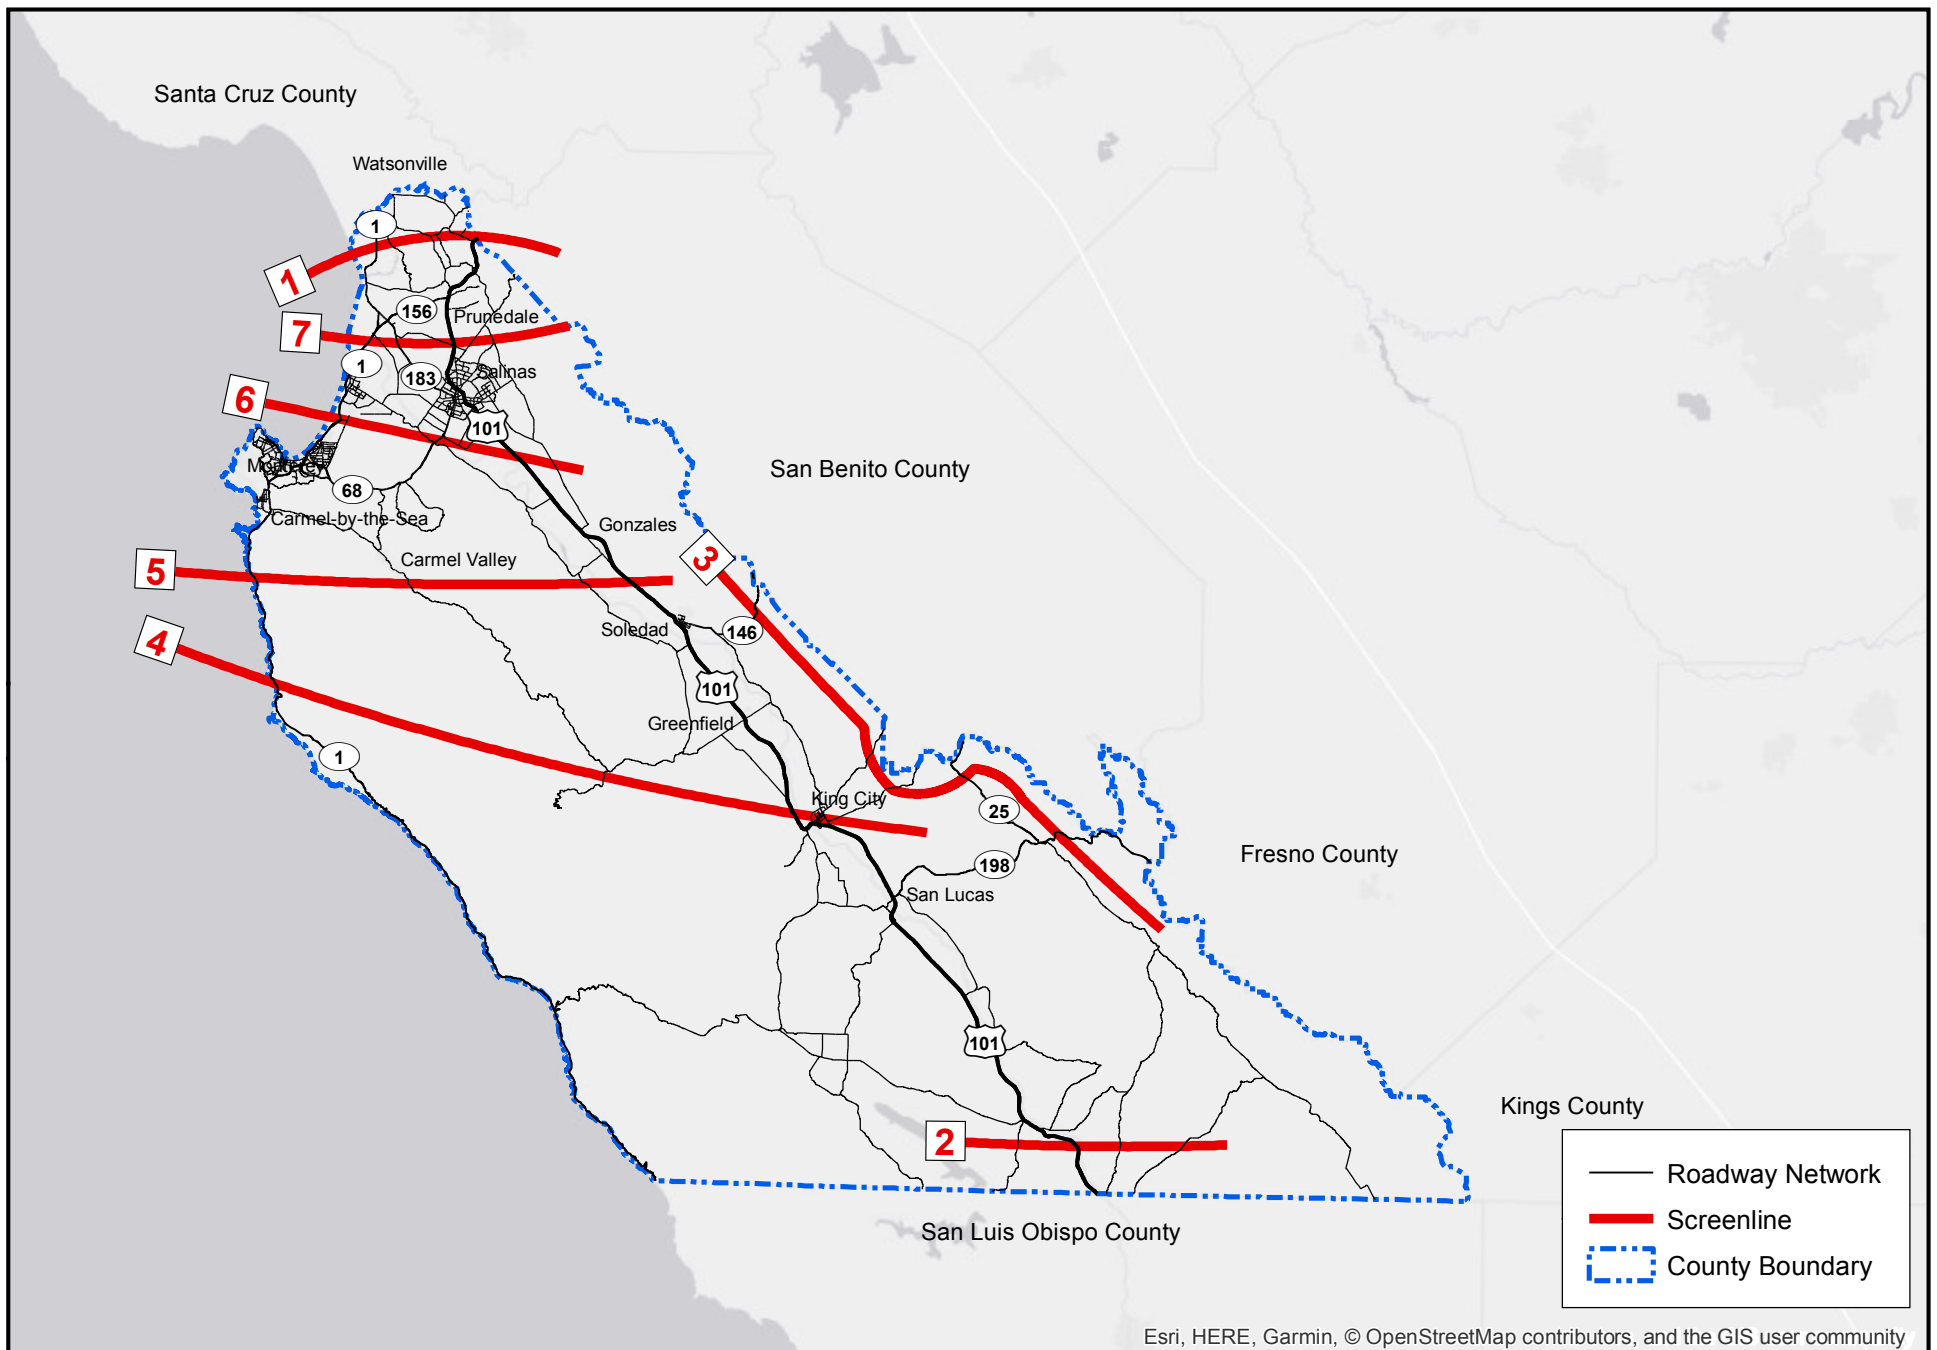 Santa Cruz County
Watsonville
1
1
156
7
Prunedale
1
183
Salinas
6
101
Monterey
San Benito County
68
Carmel-by-the-Sea
Gonzales
Carmel Valley
3
5
Soledad
146
4
101
Greenfield
1
King City
25
Fresno County
198
San Lucas
101
Kings County
2
San Luis Obispo County
Roadway Network
Screenline
County Boundary
Esri, HERE, Garmin, © OpenStreetMap contributors, and the GIS user community